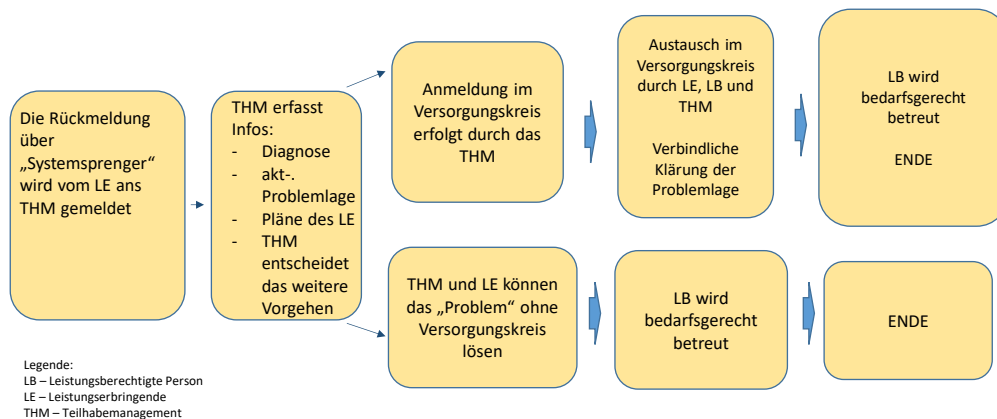 Die Rückmeldung
über
„Systemsprenger“
wird vom LE ans
THM gemeldet
THM erfasst
Infos:
- Diagnose
- akt-.
Problemlage
- Pläne des LE
- THM
entscheidet
das weitere
Vorgehen
Anmeldung im
Versorgungskreis
erfolgt durch das
THM
Austausch im
Versorgungskreis
durch LE, LB und
THM
Verbindliche
Klärung der
Problemlage
LB wird
bedarfsgerecht
betreut
ENDE
THM und LE können
das „Problem“ ohne
Versorgungskreis
lösen
LB wird
bedarfsgerecht
betreut
ENDE
Legende:
LB – Leistungsberechtigte Person
LE – Leistungserbringende
THM – Teilhabemanagement